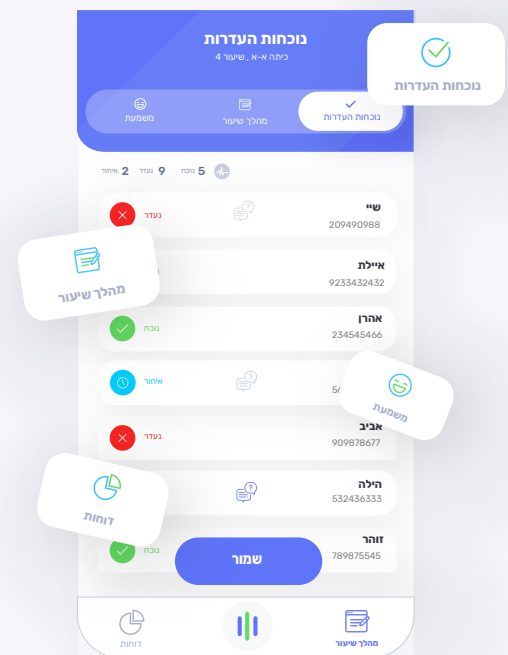 נוכחות העדרות
כיתה א-א , שיעור 4
נוכחות העדרות
נוכחות העדרות
מהלך שיעור
משמעת
5 נוכח 9 נעדר 2 איחור
שיי
209490988
נעדר
איילת
9233432432
מהלך שיעור
אהרן
234545466
נוכח
איחור
משמעת
אביב
909878677
נעדר
הילה
532436333
דוחות
זוהר
789875545
נוכח
שמור
מהלך שיעור
דוחות